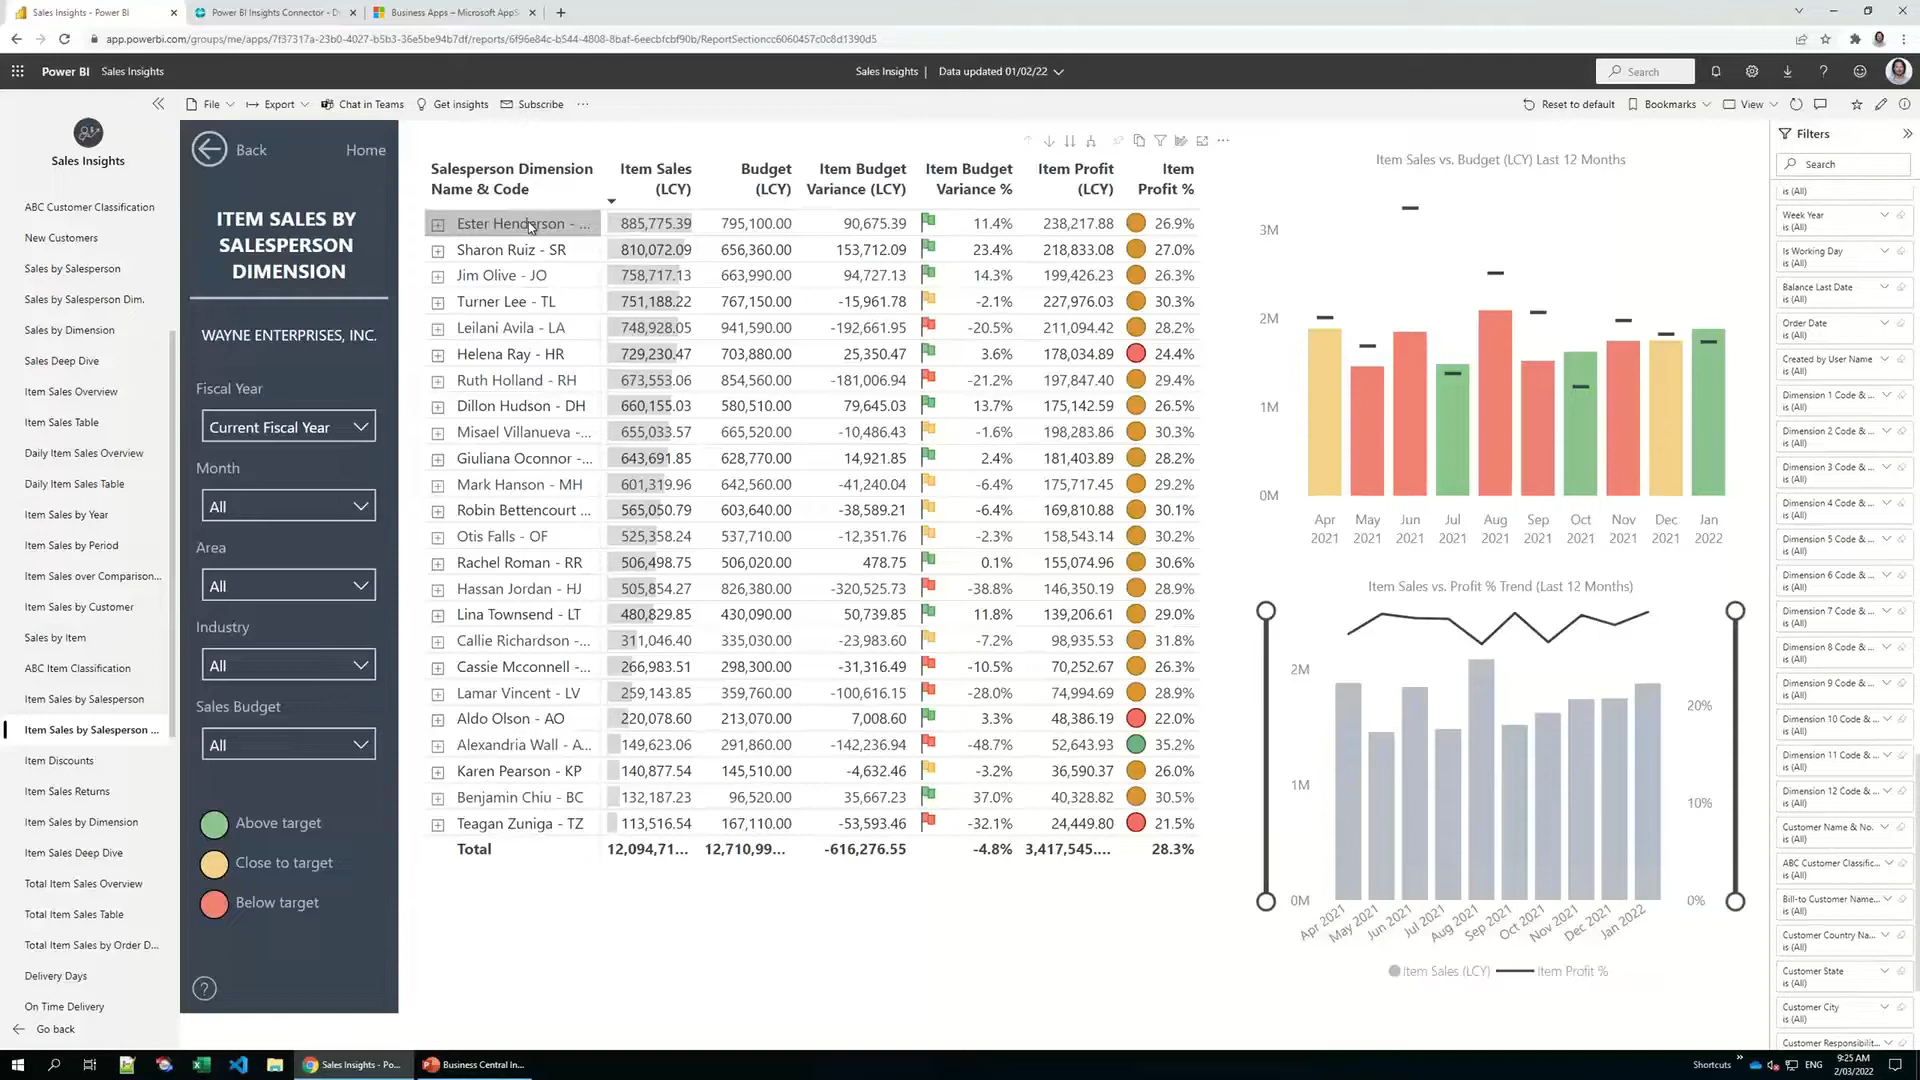 Sales Insights - Power BI
Power BI Insights Connector - D
Business Apps – Microsoft AppS
app.powerbi.com/groups/me/apps/7f37317a-23b0-4027-b5b3-36e5be94b7df/reports/6f96e84c-b544-4808-8baf-6eecbfcbf90b/ReportSectioncc6060457c0c8d1390d5
Power BI Sales Insights
Sales Insights | Data updated 01/02/22
Search
File Export Chat in Teams Get insights Subscribe ...
Reset to default Bookmarks View
Sales Insights
ABC Customer Classification
New Customers
Sales by Salesperson
Sales by Salesperson Dim.
Sales by Dimension
Sales Deep Dive
Item Sales Overview
Item Sales Table
Daily Item Sales Overview
Daily Item Sales Table
Item Sales by Year
Item Sales by Period
Item Sales over Comparison...
Item Sales by Customer
Sales by Item
ABC Item Classification
Item Sales by Salesperson
Item Sales by Salesperson ...
Item Discounts
Item Sales Returns
Item Sales by Dimension
Item Sales Deep Dive
Total Item Sales Overview
Total Item Sales Table
Total Item Sales by Order D...
Delivery Days
On Time Delivery
Go back
Back Home
ITEM SALES BY
SALESPERSON
DIMENSION
WAYNE ENTERPRISES, INC.
Fiscal Year
Current Fiscal Year
Month
All
Area
All
Industry
All
Sales Budget
All
Above target
Close to target
Below target
?
Salesperson Dimension Item Sales Budget Item Budget Item Budget Item Profit Item
Name & Code (LCY) (LCY) Variance (LCY) Variance % (LCY) Profit %
Ester Henderson - ... 885,775.39 795,100.00 90,675.39 11.4% 238,217.88 26.9%
Sharon Ruiz - SR 810,072.09 656,360.00 153,712.09 23.4% 218,833.08 27.0%
Jim Olive - JO 758,717.13 663,990.00 94,727.13 14.3% 199,426.23 26.3%
Turner Lee - TL 751,188.22 767,150.00 -15,961.78 -2.1% 227,976.03 30.3%
Leilani Avila - LA 748,928.05 941,590.00 -192,661.95 -20.5% 211,094.42 28.2%
Helena Ray - HR 729,230.47 703,880.00 25,350.47 3.6% 178,034.89 24.4%
Ruth Holland - RH 673,553.06 854,560.00 -181,006.94 -21.2% 197,847.40 29.4%
Dillon Hudson - DH 660,155.03 580,510.00 79,645.03 13.7% 175,142.59 26.5%
Misael Villanueva -... 655,033.57 665,520.00 -10,486.43 -1.6% 198,283.86 30.3%
Giuliana Oconnor -... 643,691.85 628,770.00 14,921.85 2.4% 181,403.89 28.2%
Mark Hanson - MH 601,319.96 642,560.00 -41,240.04 -6.4% 175,717.45 29.2%
Robin Bettencourt ... 565,050.79 603,640.00 -38,589.21 -6.4% 169,810.88 30.1%
Otis Falls - OF 525,358.24 537,710.00 -12,351.76 -2.3% 158,543.14 30.2%
Rachel Roman - RR 506,498.75 506,020.00 478.75 0.1% 155,074.96 30.6%
Hassan Jordan - HJ 505,854.27 826,380.00 -320,525.73 -38.8% 146,350.19 28.9%
Lina Townsend - LT 480,829.85 430,090.00 50,739.85 11.8% 139,206.61 29.0%
Callie Richardson -... 311,046.40 335,030.00 -23,983.60 -7.2% 98,935.53 31.8%
Cassie Mcconnell -... 266,983.51 298,300.00 -31,316.49 -10.5% 70,252.67 26.3%
Lamar Vincent - LV 259,143.85 359,760.00 -100,616.15 -28.0% 74,994.69 28.9%
Aldo Olson - AO 220,078.60 213,070.00 7,008.60 3.3% 48,386.19 22.0%
Alexandria Wall - A... 149,623.06 291,860.00 -142,236.94 -48.7% 52,643.93 35.2%
Karen Pearson - KP 140,877.54 145,510.00 -4,632.46 -3.2% 36,590.37 26.0%
Benjamin Chiu - BC 132,187.23 96,520.00 35,667.23 37.0% 40,328.82 30.5%
Teagan Zuniga - TZ 113,516.54 167,110.00 -53,593.46 -32.1% 24,449.80 21.5%
Total 12,094,71... 12,710,99... -616,276.55 -4.8% 3,417,545.... 28.3%
Item Sales vs. Budget (LCY) Last 12 Months
3M
2M
1M
0M
Apr May Jun Jul Aug Sep Oct Nov Dec Jan
2021 2021 2021 2021 2021 2021 2021 2021 2021 2022
Item Sales vs. Profit % Trend (Last 12 Months)
2M
20%
1M
10%
0M 0%
Apr 2021 May 2021 Jun 2021 Jul 2021 Aug 2021 Sep 2021 Oct 2021 Nov 2021 Dec 2021 Jan 2022
Item Sales (LCY) Item Profit %
Filters
Search
is (All)
Week Year
is (All)
Is Working Day
is (All)
Balance Last Date
is (All)
Order Date
is (All)
Created by User Name
is (All)
Dimension 1 Code & ...
is (All)
Dimension 2 Code & ...
is (All)
Dimension 3 Code & ...
is (All)
Dimension 4 Code & ...
is (All)
Dimension 5 Code & ...
is (All)
Dimension 6 Code & ...
is (All)
Dimension 7 Code & ...
is (All)
Dimension 8 Code & ...
is (All)
Dimension 9 Code & ...
is (All)
Dimension 10 Code & ...
is (All)
Dimension 11 Code & ...
is (All)
Dimension 12 Code & ...
is (All)
Customer Name & No.
is (All)
ABC Customer Classific...
is (All)
Bill-to Customer Name...
is (All)
Customer Country Na...
is (All)
Customer State
is (All)
Customer City
is (All)
Customer Responsibilit...
Sales Insights - Po...
Business Central In...
Shortcuts
ENG
9:25 AM
2/03/2022